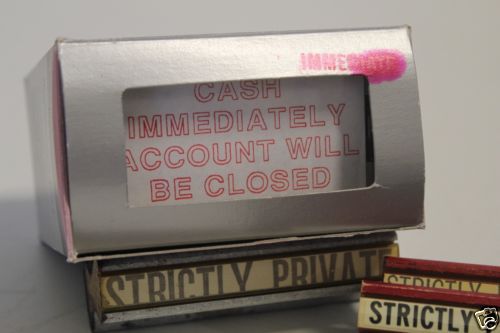 IMMEDIATE
CASH
IMMEDIATELY
ACCOUNT WILL
BE CLOSED
STRICTLY PRIVATE
STRICTLY
STRICTLY